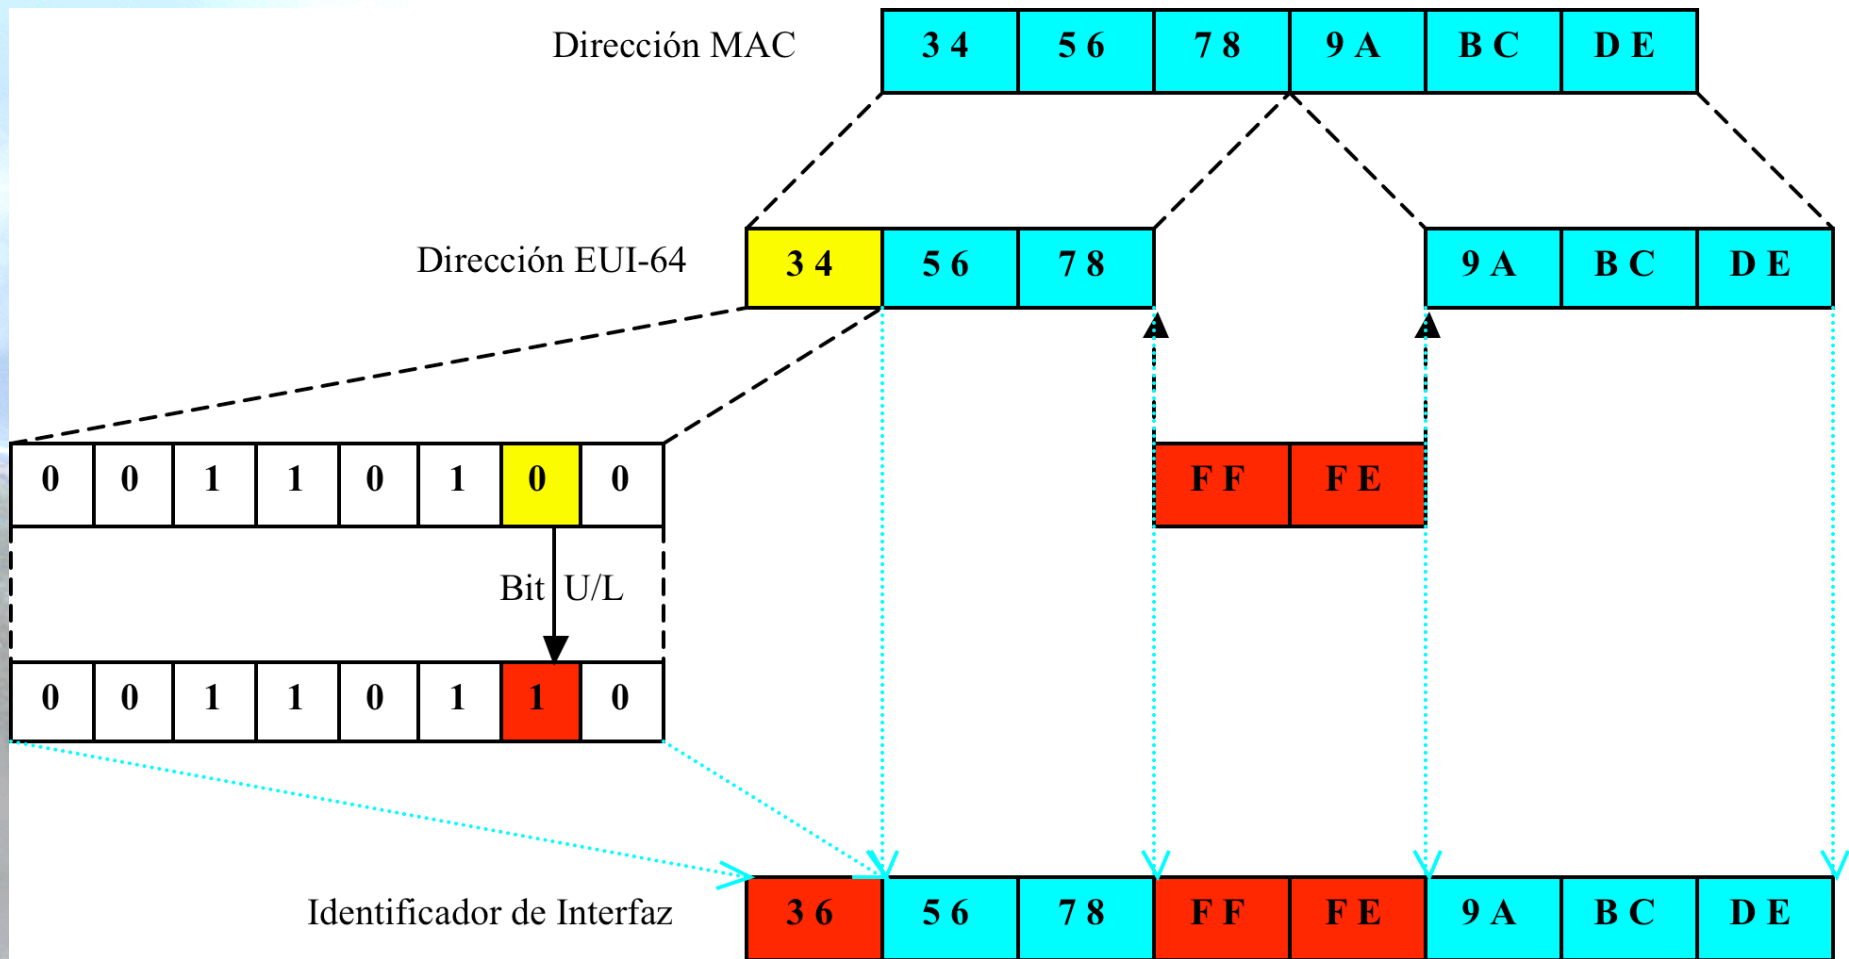 Dirección MAC 3 4 5 6 7 8 9 A B C D E
Dirección EUI-64 3 4 5 6 7 8 9 A B C D E
0 0 1 1 0 1 0 0 F F F E
Bit U/L
0 0 1 1 0 1 1 0
Identificador de Interfaz 3 6 5 6 7 8 F F F E 9 A B C D E